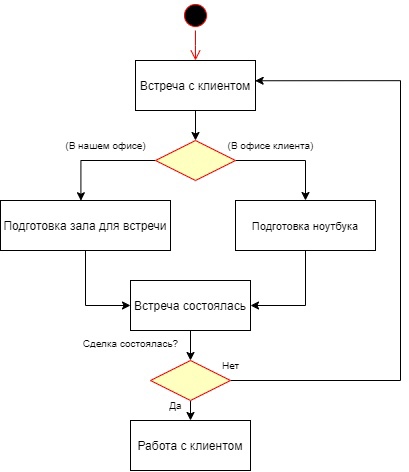 Встреча с клиентом
(В нашем офисе)
(В офисе клиента)
Подготовка зала для встречи
Подготовка ноутбука
Встреча состоялась
Сделка состоялась?
Нет
Да
Работа с клиентом